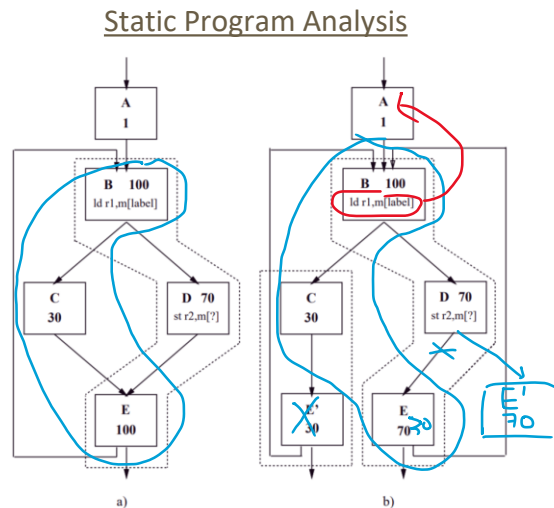 Static Program Analysis
A
1
B 100
ld r1,m[label]
C
30
D 70
st r2,m[?]
E
100
a)
A
1
B 100
ld r1,m[label]
C
30
D 70
st r2,m[?]
E'
30
E
70 30
E'
70
b)